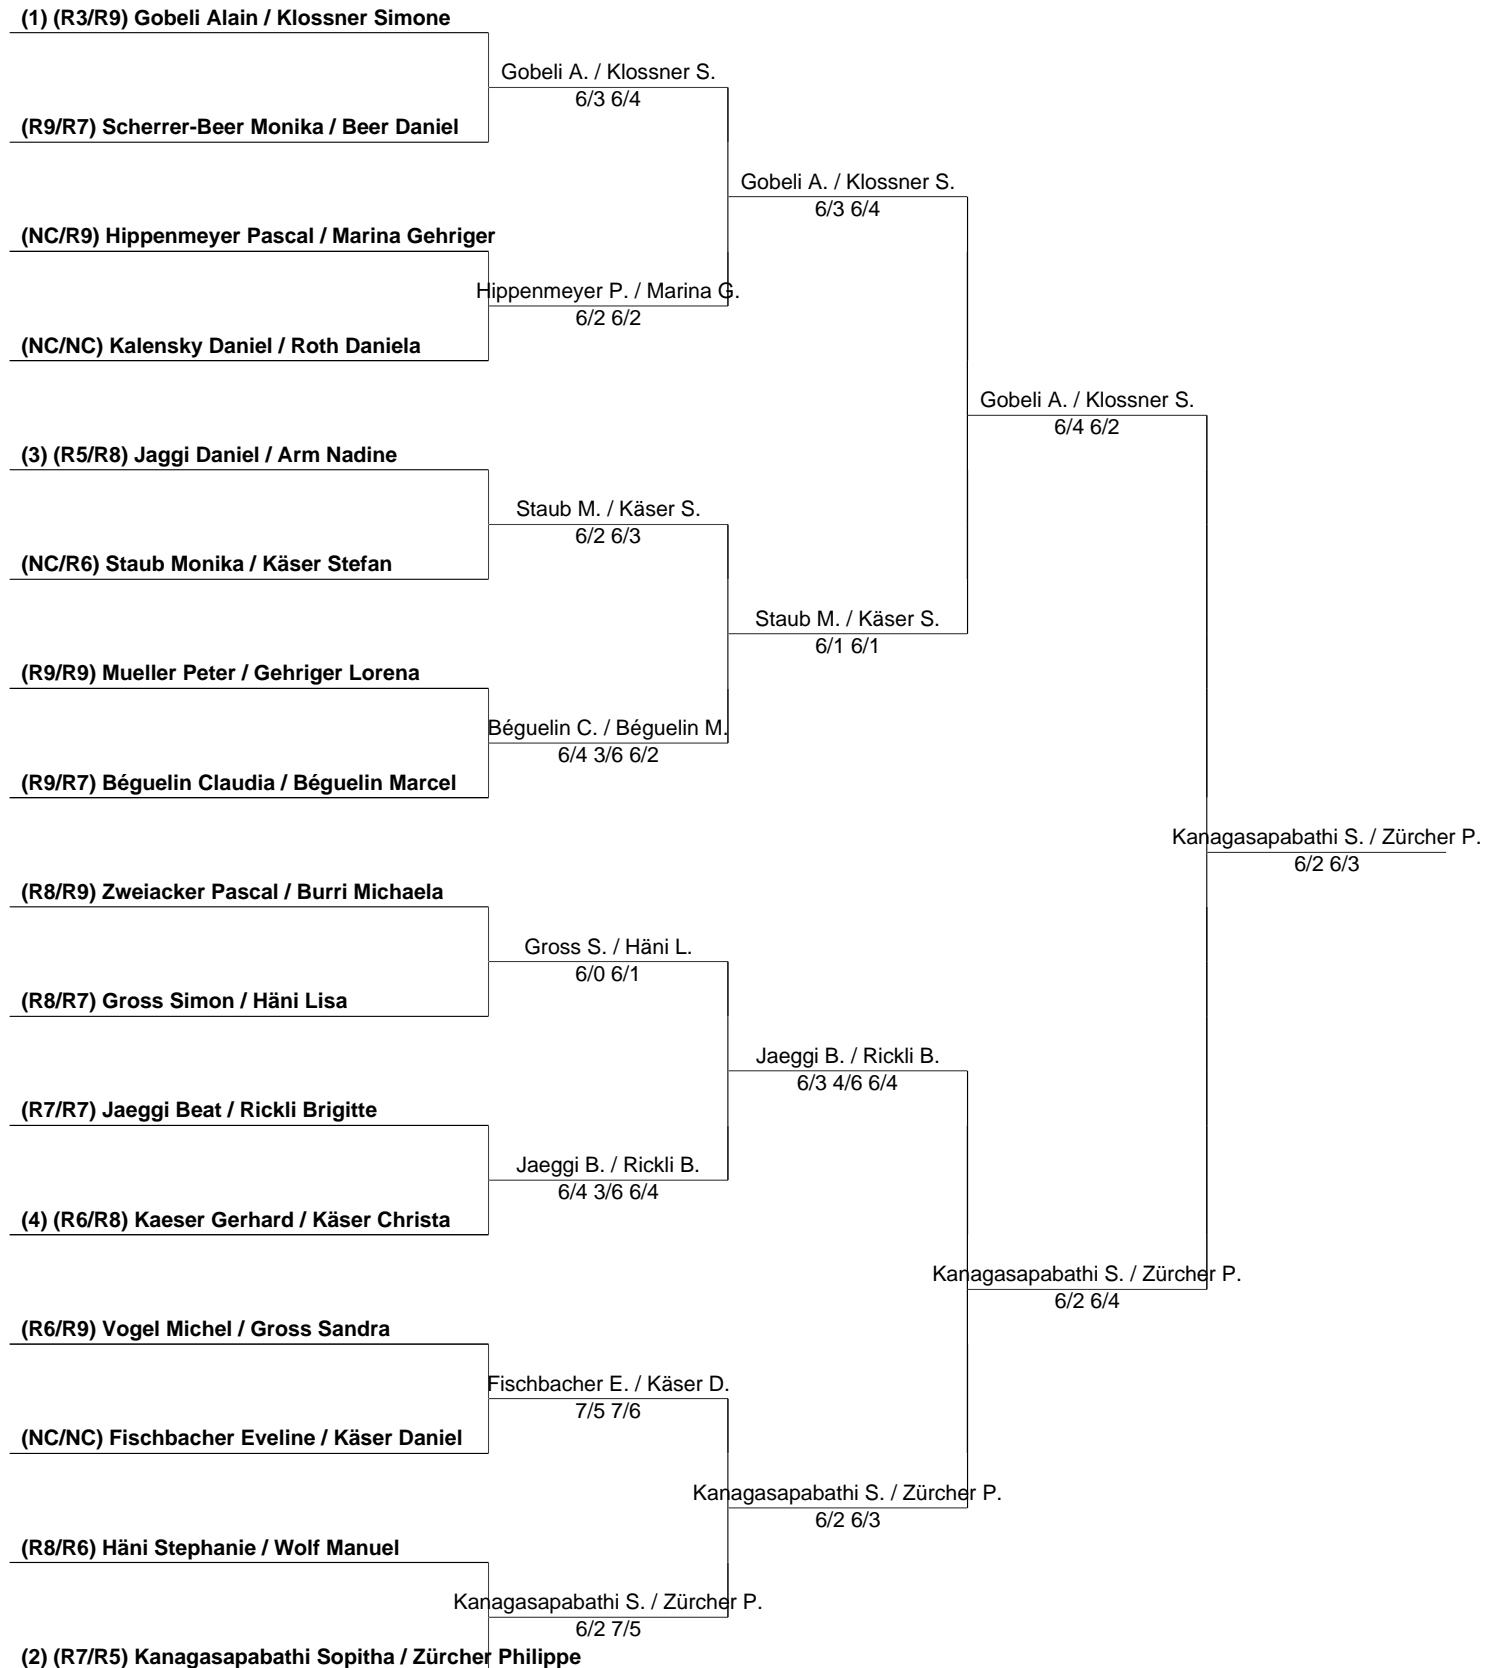 (1) (R3/R9) Gobeli Alain / Klossner Simone
Gobeli A. / Klossner S.
6/3 6/4
(R9/R7) Scherrer-Beer Monika / Beer Daniel
Gobeli A. / Klossner S.
6/3 6/4
(NC/R9) Hippenmeyer Pascal / Marina Gehriger
Hippenmeyer P. / Marina G.
6/2 6/2
(NC/NC) Kalensky Daniel / Roth Daniela
Gobeli A. / Klossner S.
6/4 6/2
(3) (R5/R8) Jaggi Daniel / Arm Nadine
Staub M. / Käser S.
6/2 6/3
(NC/R6) Staub Monika / Käser Stefan
Staub M. / Käser S.
6/1 6/1
(R9/R9) Mueller Peter / Gehriger Lorena
Béguelin C. / Béguelin M.
6/4 3/6 6/2
(R9/R7) Béguelin Claudia / Béguelin Marcel
Kanagasapabathi S. / Zürcher P.
6/2 6/3
(R8/R9) Zweiacker Pascal / Burri Michaela
Gross S. / Häni L.
6/0 6/1
(R8/R7) Gross Simon / Häni Lisa
Jaeggi B. / Rickli B.
6/3 4/6 6/4
(R7/R7) Jaeggi Beat / Rickli Brigitte
Jaeggi B. / Rickli B.
6/4 3/6 6/4
(4) (R6/R8) Kaeser Gerhard / Käser Christa
Kanagasapabathi S. / Zürcher P.
6/2 6/4
(R6/R9) Vogel Michel / Gross Sandra
Fischbacher E. / Käser D.
7/5 7/6
(NC/NC) Fischbacher Eveline / Käser Daniel
Kanagasapabathi S. / Zürcher P.
6/2 6/3
(R8/R6) Häni Stephanie / Wolf Manuel
Kanagasapabathi S. / Zürcher P.
6/2 7/5
(2) (R7/R5) Kanagasapabathi Sopitha / Zürcher Philippe